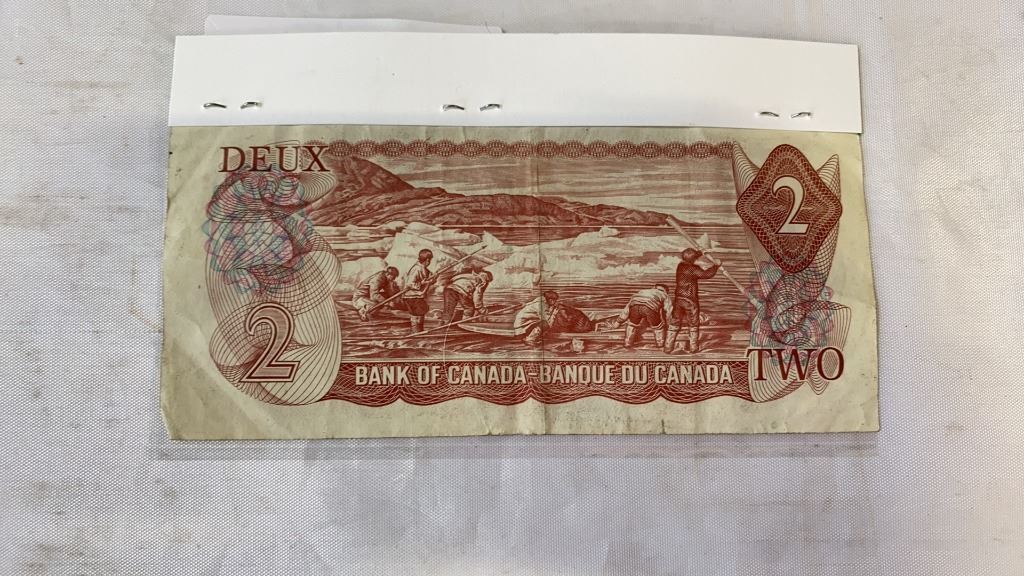 DEUX
2
2
BANK OF CANADA-BANQUE DU CANADA
TWO